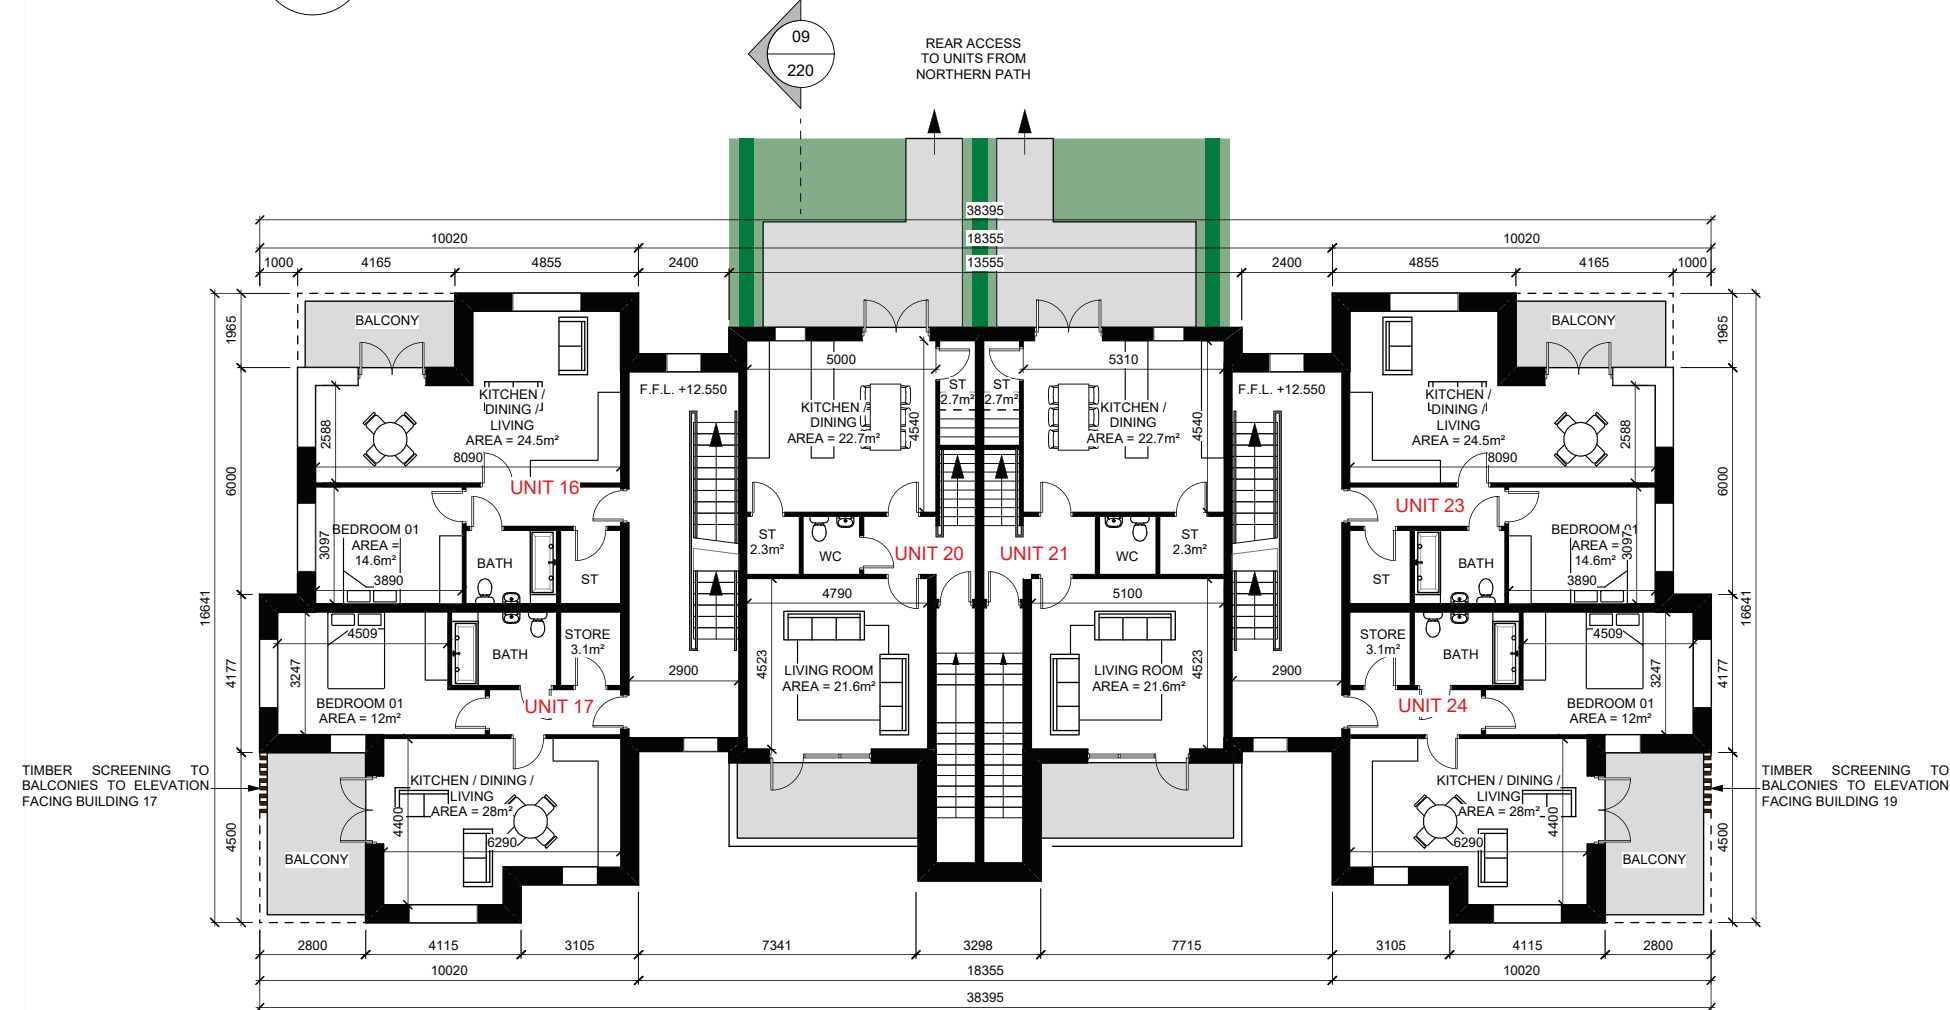 09
220
REAR ACCESS
TO UNITS FROM
NORTHERN PATH
38395
10020
18355
10020
1000
4165
4855
2400
13555
2400
4855
4165
1000
BALCONY
1965
16641
6000
4177
4500
KITCHEN /
DINING /
LIVING
AREA = 24.5m²
2588
8090
UNIT 16
BEDROOM 01
AREA =
14.6m²
3097
3890
BATH
ST
F.F.L. +12.550
2900
4509
3247
BATH
STORE
3.1m²
BEDROOM 01
AREA = 12m²
UNIT 17
KITCHEN / DINING /
LIVING
AREA = 28m²
4400
6290
BALCONY
TIMBER SCREENING TO
BALCONIES TO ELEVATION
FACING BUILDING 17
5000
KITCHEN /
DINING
AREA = 22.7m²
4540
ST
2.7m²
ST
2.3m²
WC
UNIT 20
4790
4523
LIVING ROOM
AREA = 21.6m²
5310
ST
2.7m²
KITCHEN /
DINING
AREA = 22.7m²
4540
UNIT 21
WC
ST
2.3m²
5100
LIVING ROOM
AREA = 21.6m²
4523
F.F.L. +12.550
2900
BALCONY
KITCHEN /
DINING /
LIVING
AREA = 24.5m²
2588
8090
UNIT 23
BEDROOM 01
AREA =
14.6m²
3097
3890
BATH
ST
STORE
3.1m²
BATH
4509
3247
BEDROOM 01
AREA = 12m²
UNIT 24
KITCHEN / DINING /
LIVING
AREA = 28m²
4400
6290
BALCONY
1965
6000
4177
4500
16641
TIMBER SCREENING TO
BALCONIES TO ELEVATION
FACING BUILDING 19
2800
4115
3105
7341
3298
7715
3105
4115
2800
10020
18355
10020
38395